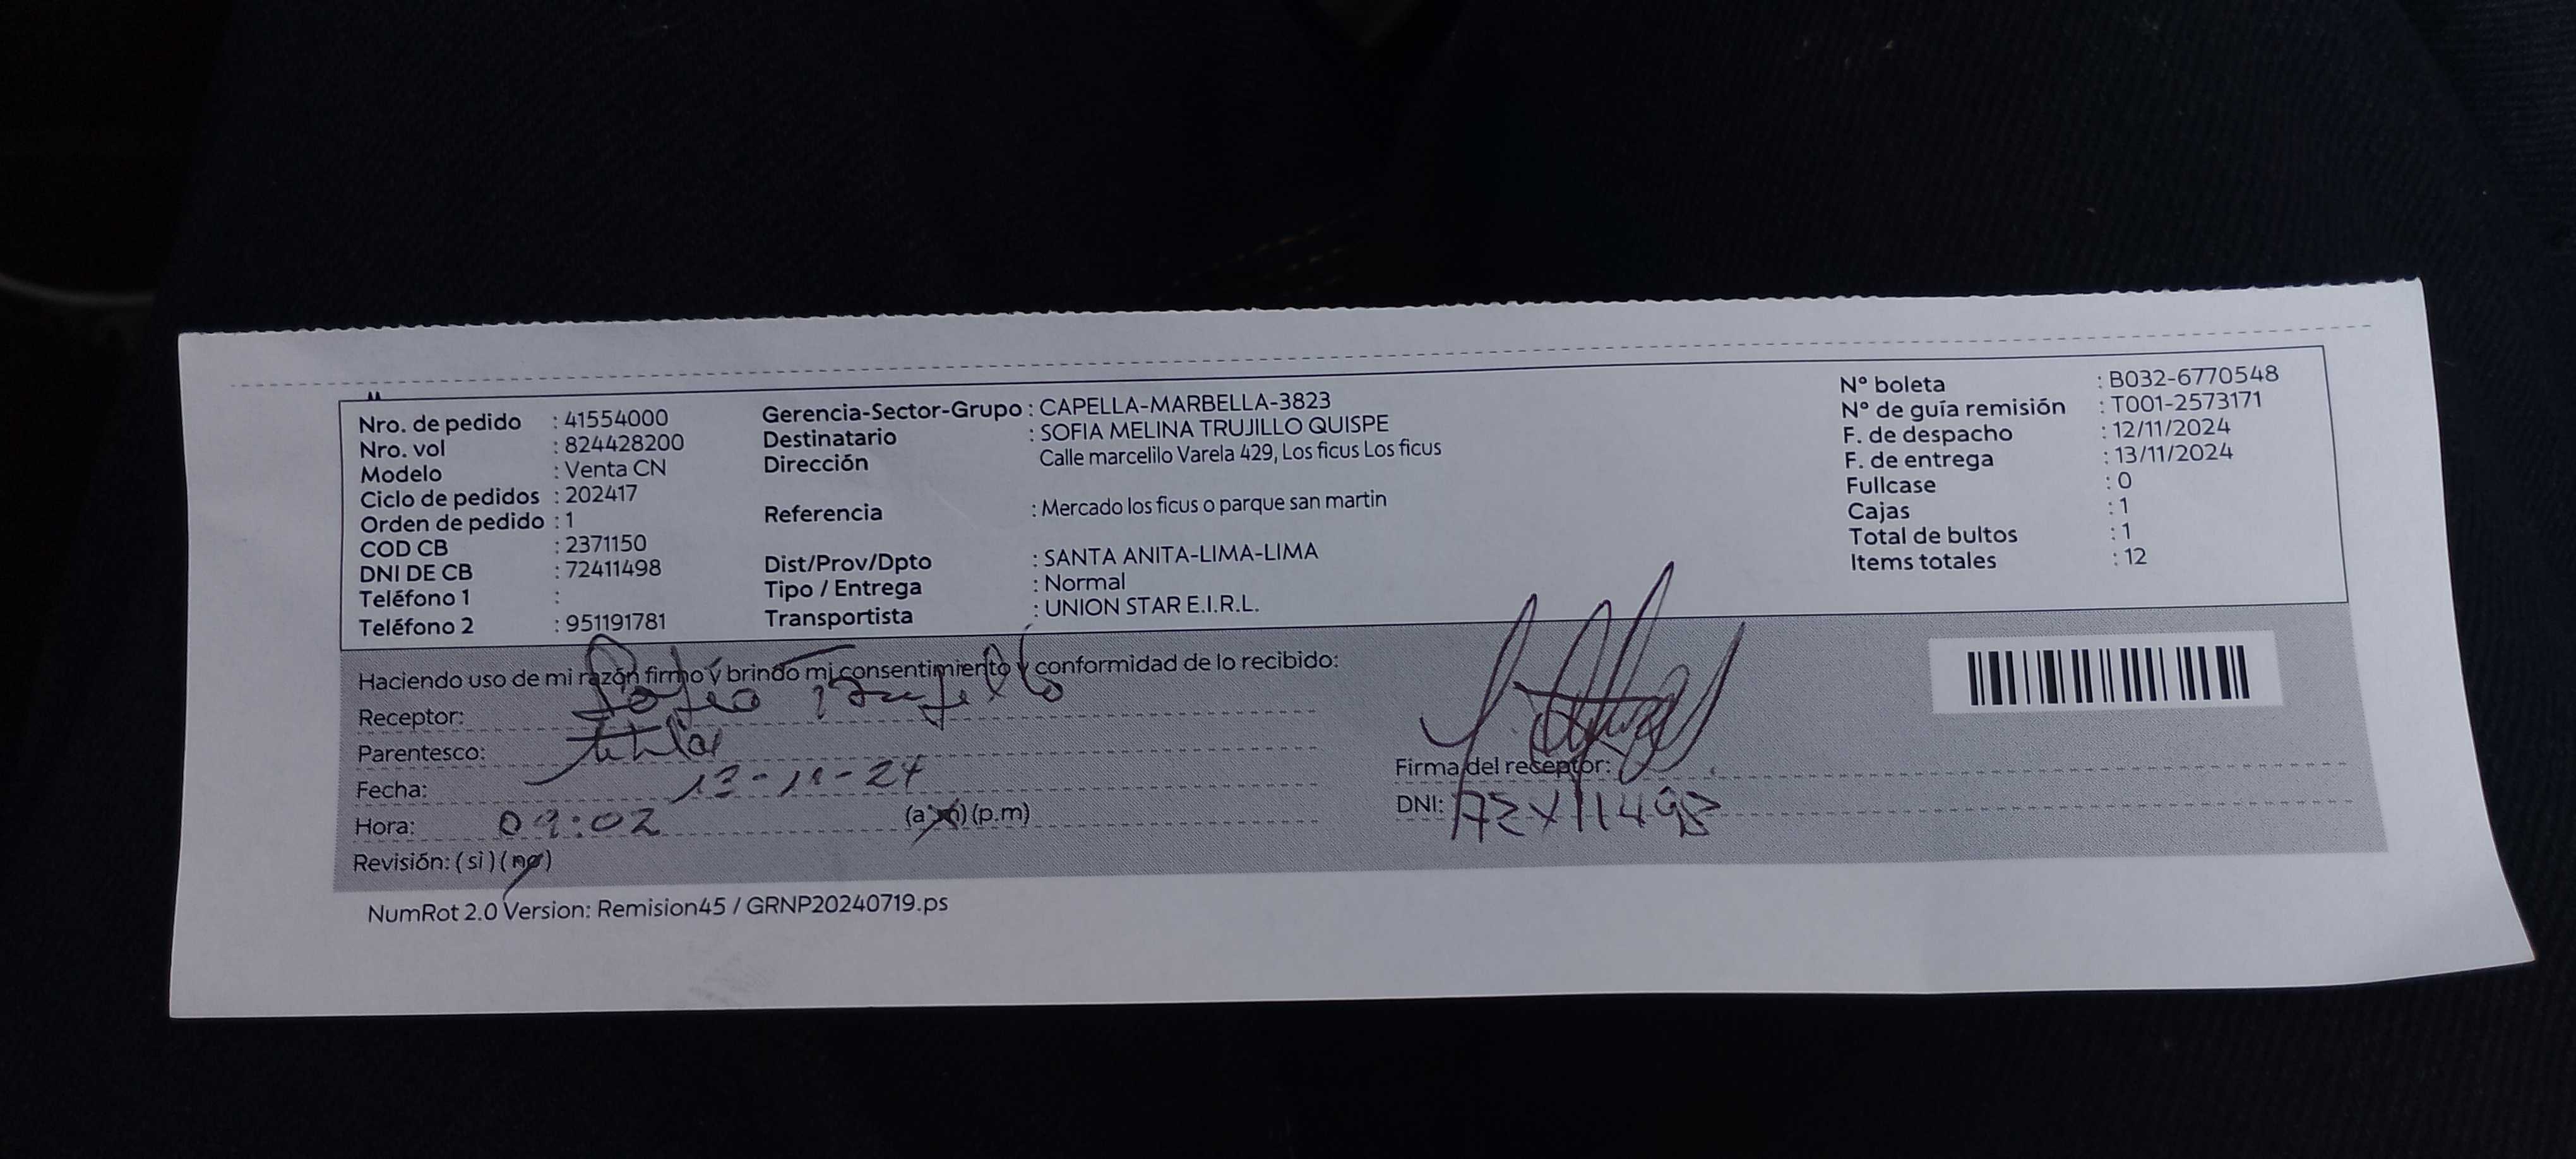 Nro. de pedido : 41554000
Nro. vol : 824428200
Modelo : Venta CN
Ciclo de pedidos : 202417
Orden de pedido : 1
COD CB : 2371150
DNI DE CB : 72411498
Teléfono 1 :
Teléfono 2 : 951191781
Gerencia-Sector-Grupo : CAPELLA-MARBELLA-3823
Destinatario : SOFIA MELINA TRUJILLO QUISPE
Dirección Calle marcelilo Varela 429, Los ficus Los ficus
Referencia : Mercado los ficus o parque san martin
Dist/Prov/Dpto : SANTA ANITA-LIMA-LIMA
Tipo / Entrega : Normal
Transportista : UNION STAR E.I.R.L.
N° boleta : B032-6770548
N° de guía remisión : T001-2573171
F. de despacho : 12/11/2024
F. de entrega : 13/11/2024
Fullcase : 0
Cajas : 1
Total de bultos : 1
Items totales : 12
Haciendo uso de mi razón firmo y brindo mi consentimiento y conformidad de lo recibido:
Receptor: Sofia Trujillo
Parentesco: titular
Fecha: 13-11-24
Hora: 09:02 (a.m) (p.m)
Revisión: (sì) (no)
Firma del receptor:
DNI: 72411498
NumRot 2.0 Version: Remision45 / GRNP20240719.ps